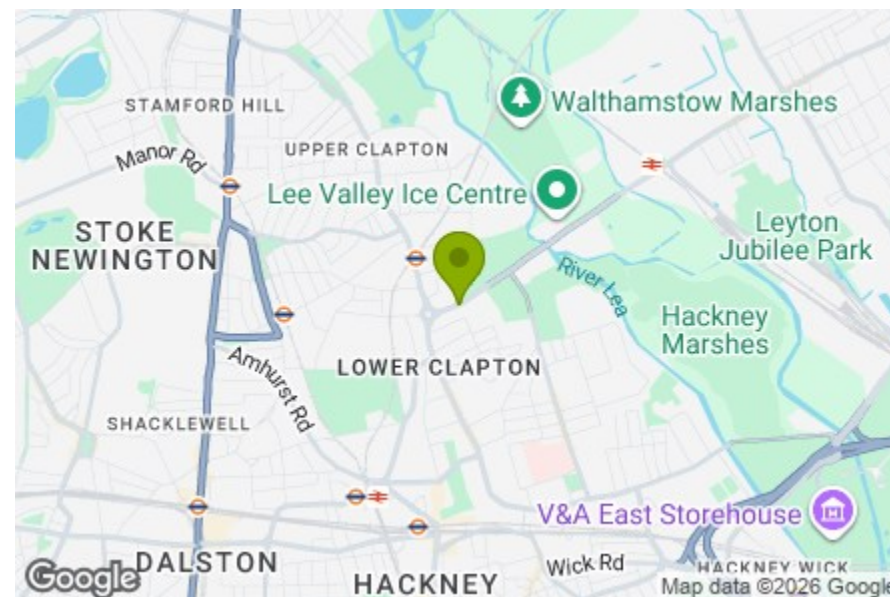 STAMFORD HILL
Walthamstow Marshes
Manor Rd
UPPER CLAPTON
Lee Valley Ice Centre
STOKE
NEWINGTON
Leyton
Jubilee Park
River Lea
Hackney
Marshes
Amhurst Rd
LOWER CLAPTON
SHACKLEWELL
V&A East Storehouse
DALSTON
Wick Rd
HACKNEY WICK
HACKNEY
Google
Map data ©2026 Google